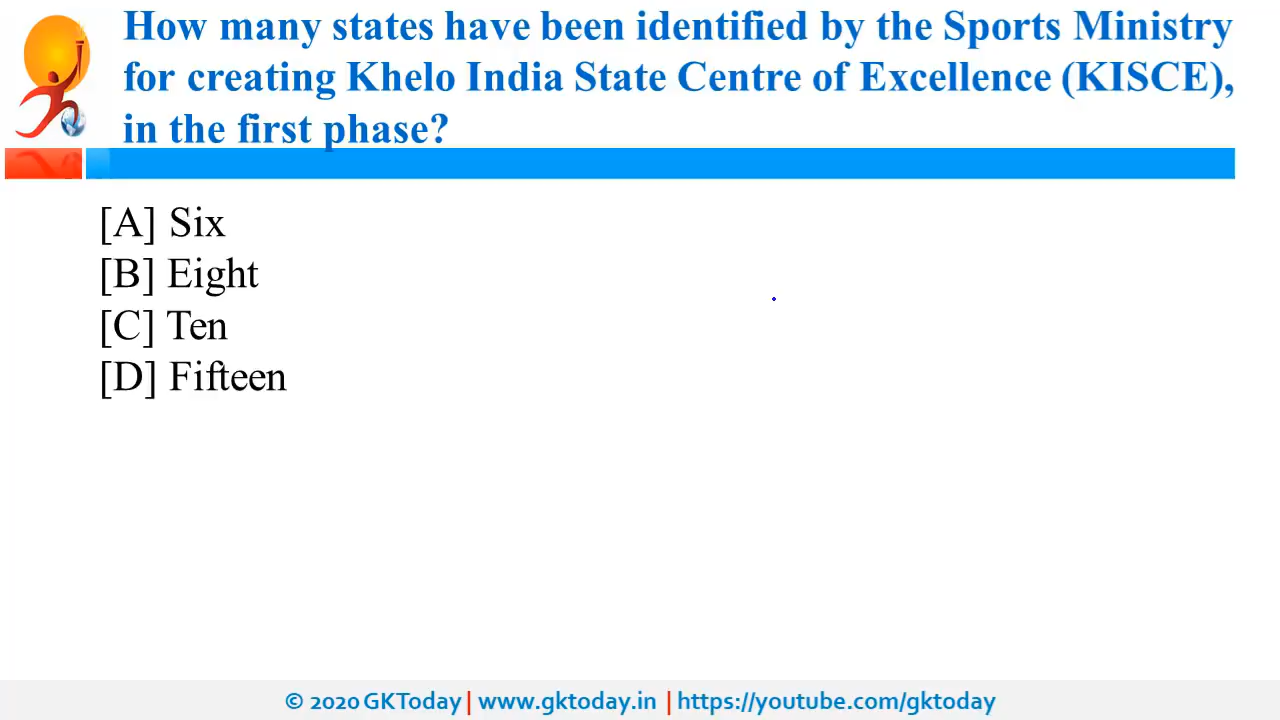 How many states have been identified by the Sports Ministry
for creating Khelo India State Centre of Excellence (KISCE),
in the first phase?
[A] Six
[B] Eight
[C] Ten
[D] Fifteen
© 2020 GKToday | www.gktoday.in | https://youtube.com/gktoday